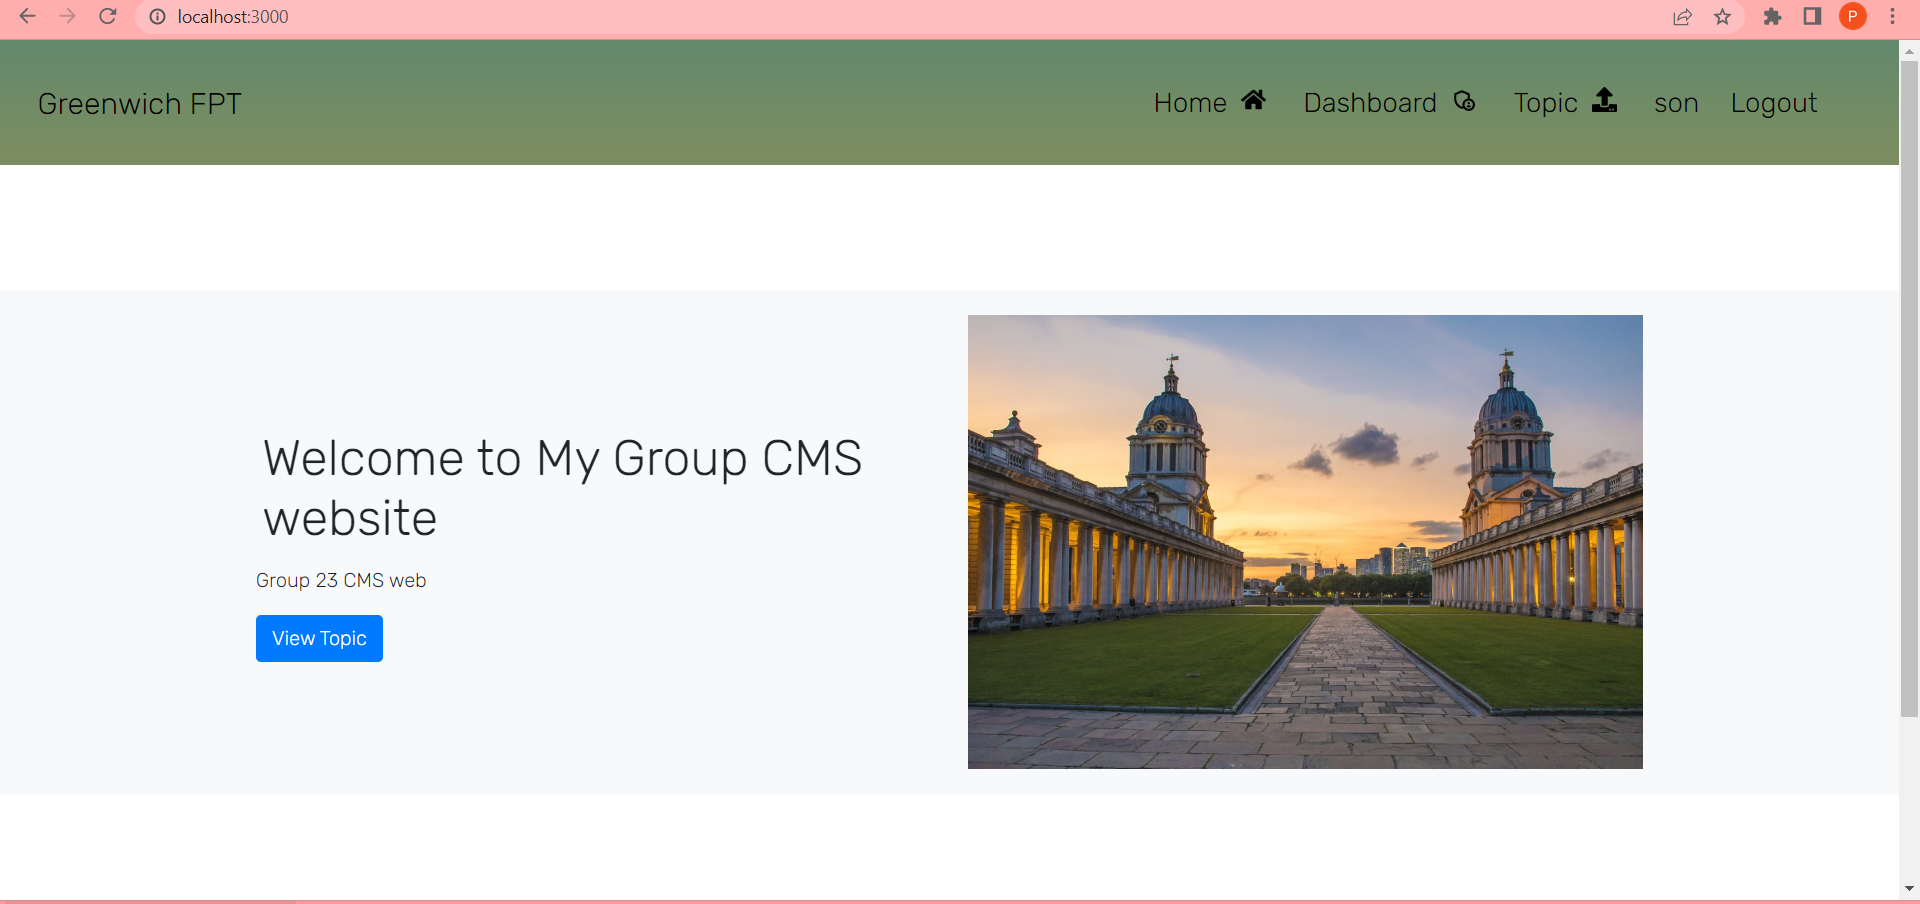 localhost:3000
P
Greenwich FPT
Home
Dashboard
Topic
son
Logout
Welcome to My Group CMS
website
Group 23 CMS web
View Topic